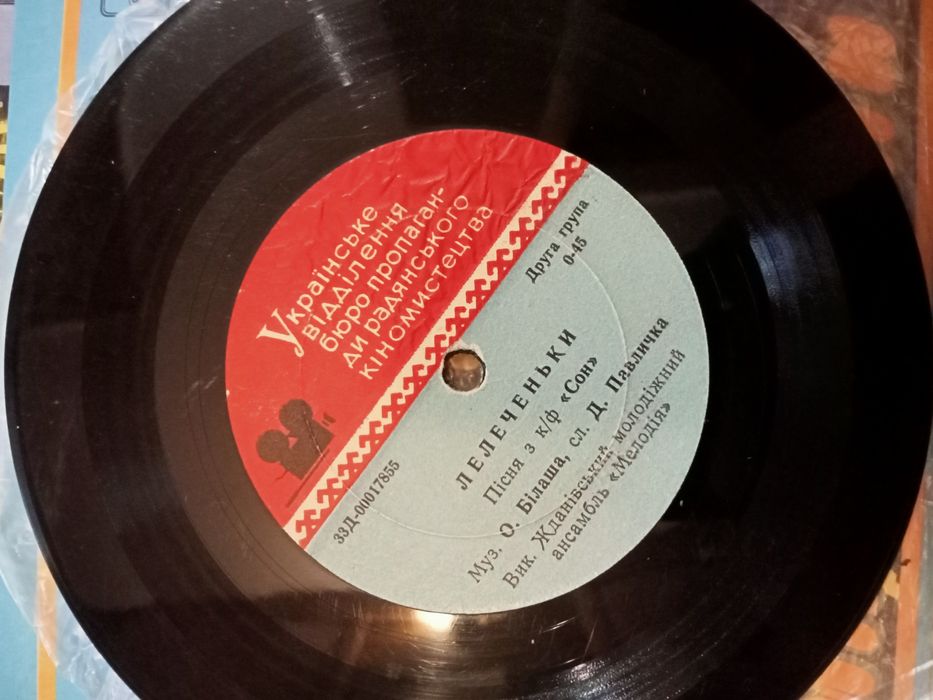 Українське
відділення
бюро пропаган-
ди радянського
кіномистецтва
Друга група
0-45
33Д-00017855
ЛЕЛЕЧЕНЬКИ
Пісня з к/ф «Сон»
Муз. О. Білаша, сл. Д. Павличка
Вик. Жданівський молодіжний
ансамбль «Мелодія»